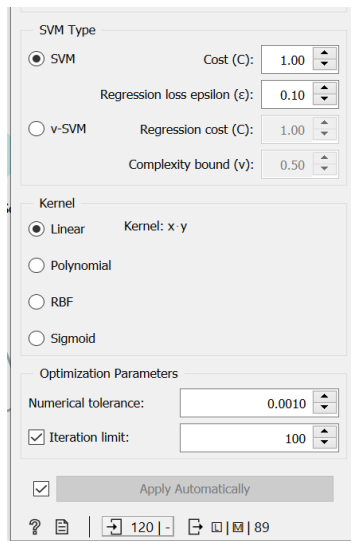 SVM Type
SVM Cost (C): 1.00
Regression loss epsilon (ε): 0.10
v-SVM Regression cost (C): 1.00
Complexity bound (v): 0.50
Kernel
Linear Kernel: x·y
Polynomial
RBF
Sigmoid
Optimization Parameters
Numerical tolerance: 0.0010
Iteration limit: 100
Apply Automatically
? 120 | - L | M | 89